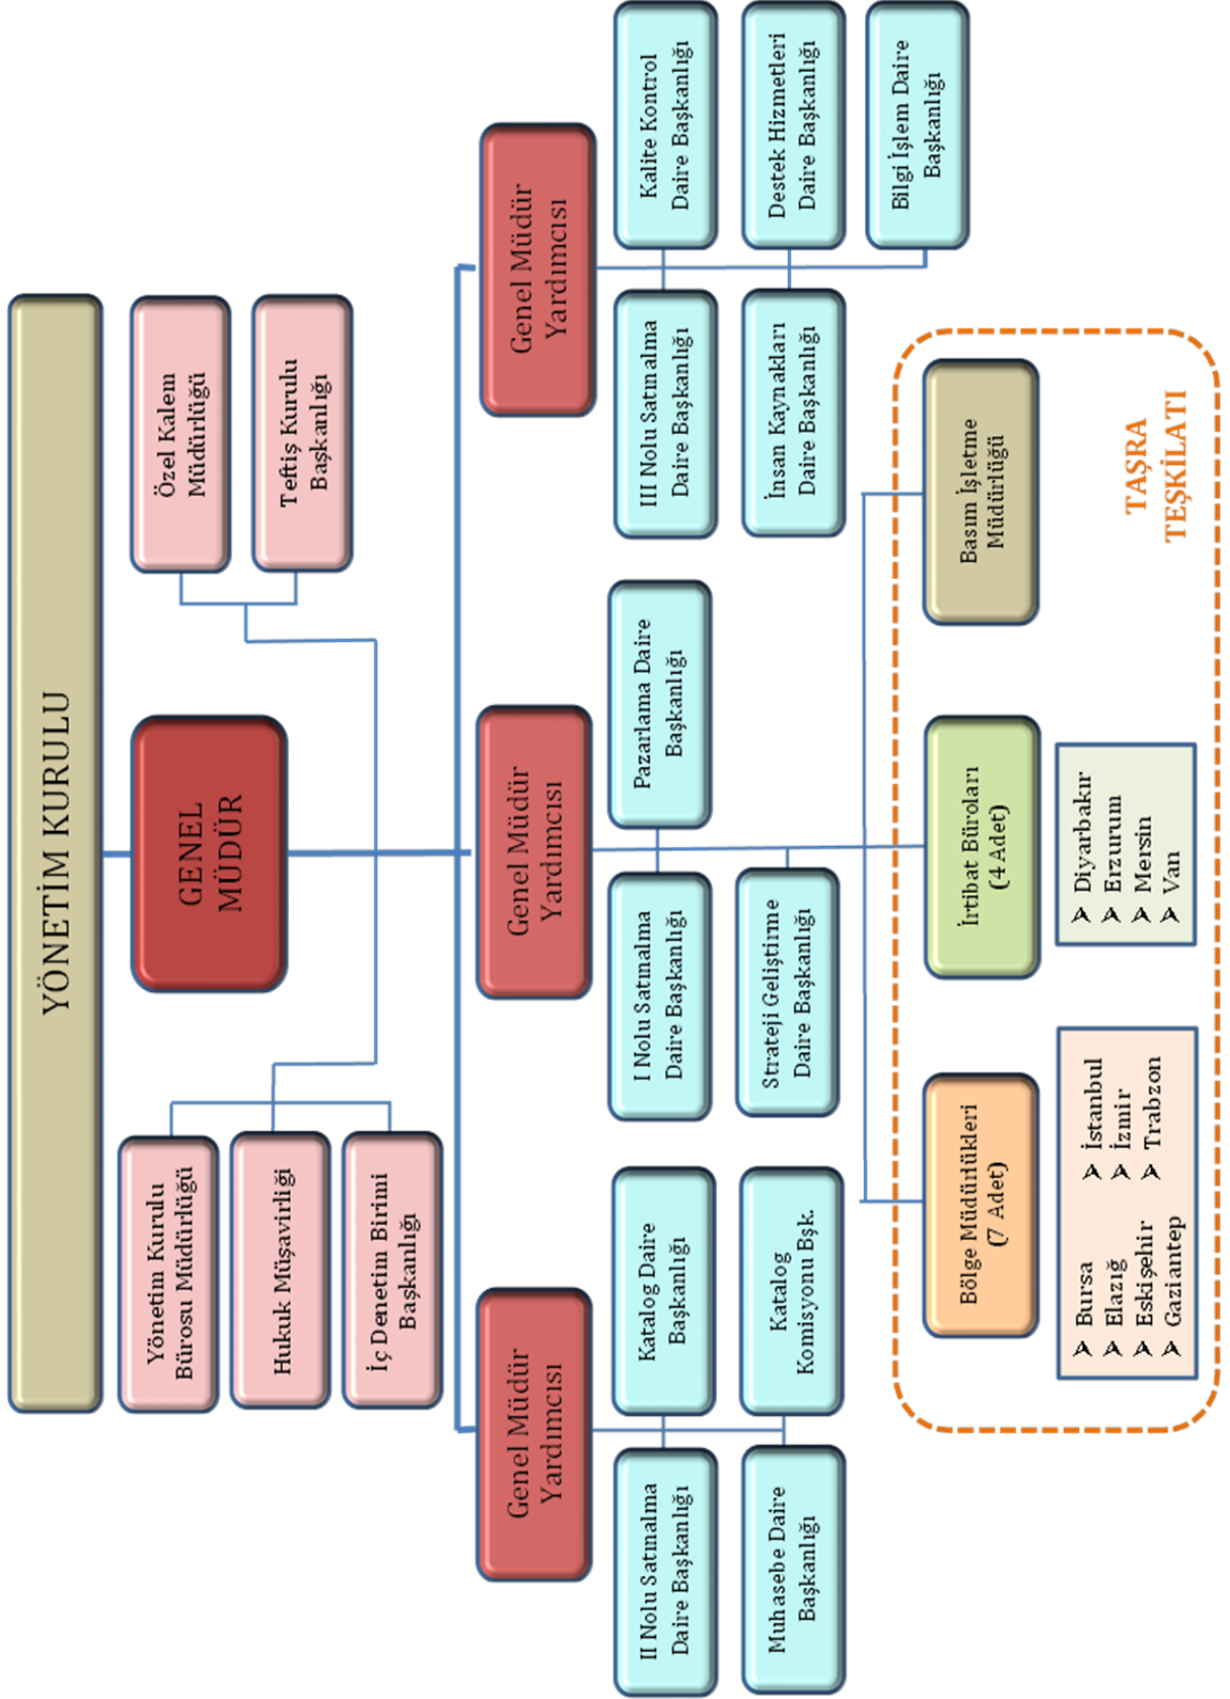 YÖNETİM KURULU
GENEL
MÜDÜR
Yönetim Kurulu
Bürosu Müdürlüğü
Hukuk Müşavirliği
İç Denetim Birimi
Başkanlığı
Özel Kalem
Müdürlüğü
Teftiş Kurulu
Başkanlığı
Genel Müdür
Yardımcısı
II Nolu Satınalma
Daire Başkanlığı
Katalog Daire
Başkanlığı
Muhasebe Daire
Başkanlığı
Katalog
Komisyonu Bşk.
Genel Müdür
Yardımcısı
I Nolu Satınalma
Daire Başkanlığı
Pazarlama Daire
Başkanlığı
Strateji Geliştirme
Daire Başkanlığı
Genel Müdür
Yardımcısı
III Nolu Satınalma
Daire Başkanlığı
Kalite Kontrol
Daire Başkanlığı
İnsan Kaynakları
Daire Başkanlığı
Destek Hizmetleri
Daire Başkanlığı
Bilgi İşlem Daire
Başkanlığı
Bölge Müdürlükleri
(7 Adet)
➢ Bursa
➢ Elazığ
➢ Eskişehir
➢ Gaziantep
➢ İstanbul
➢ İzmir
➢ Trabzon
İrtibat Büroları
(4 Adet)
➢ Diyarbakır
➢ Erzurum
➢ Mersin
➢ Van
Basım İşletme
Müdürlüğü
TAŞRA
TEŞKİLATI